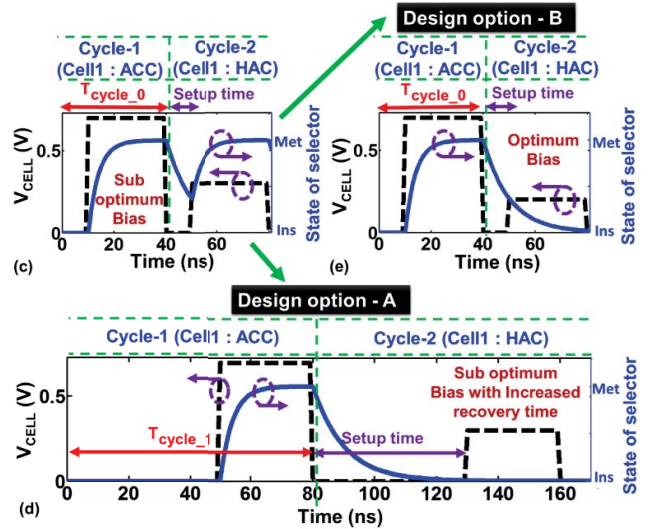 Design option - B
Cycle-1
(Cell1 : ACC)
Cycle-2
(Cell1 : HAC)
Tcycle_0
Setup time
VCELL (V)
0.5
0
Sub
optimum
Bias
Met
Ins
State of selector
0
20
40
60
Time (ns)
(c)
Cycle-1
(Cell1 : ACC)
Cycle-2
(Cell1 : HAC)
Tcycle_0
Setup time
VCELL (V)
0.5
0
Optimum
Bias
Met
Ins
State of selector
0
20
40
60
Time (ns)
(e)
Design option - A
Cycle-1 (Cell1 : ACC)
Cycle-2 (Cell1 : HAC)
VCELL (V)
0.5
0
Tcycle_1
Setup time
Sub optimum
Bias with Increased
recovery time
Met
Ins
State of selector
0
20
40
60
80
100
120
140
160
Time (ns)
(d)